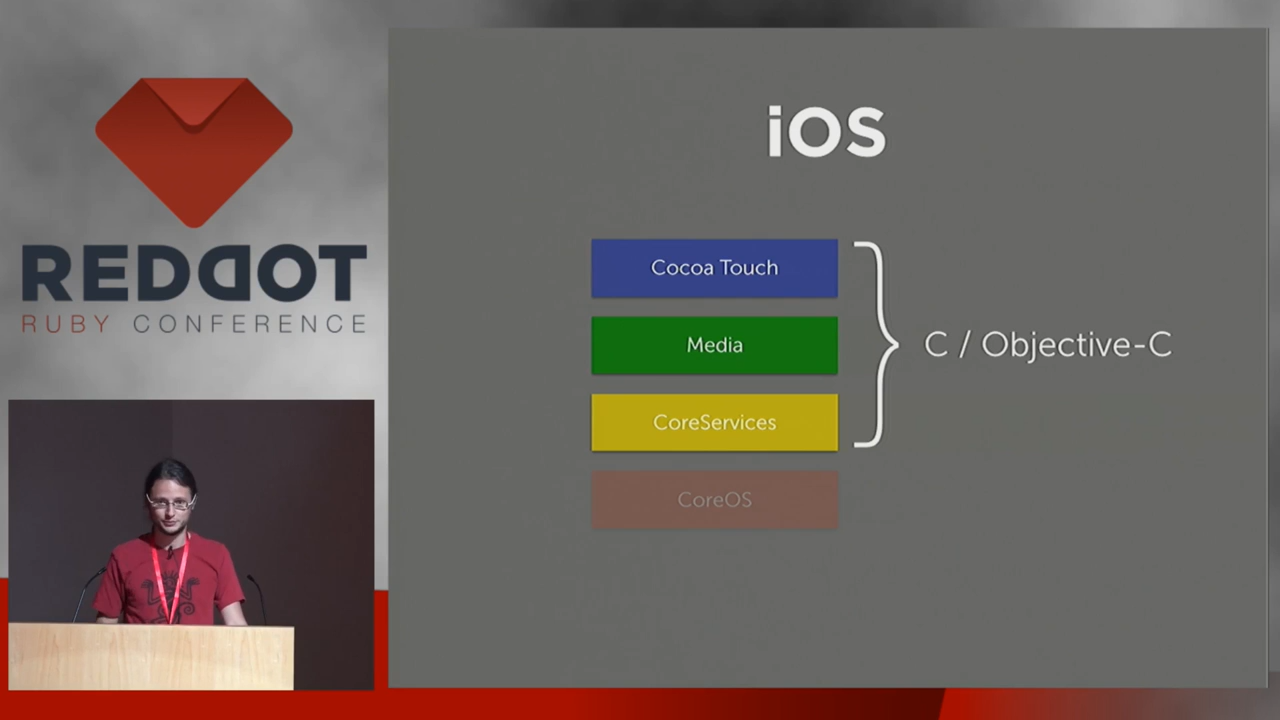 REDDOT
RUBY CONFERENCE
iOS
Cocoa Touch
Media
CoreServices
CoreOS
C / Objective-C